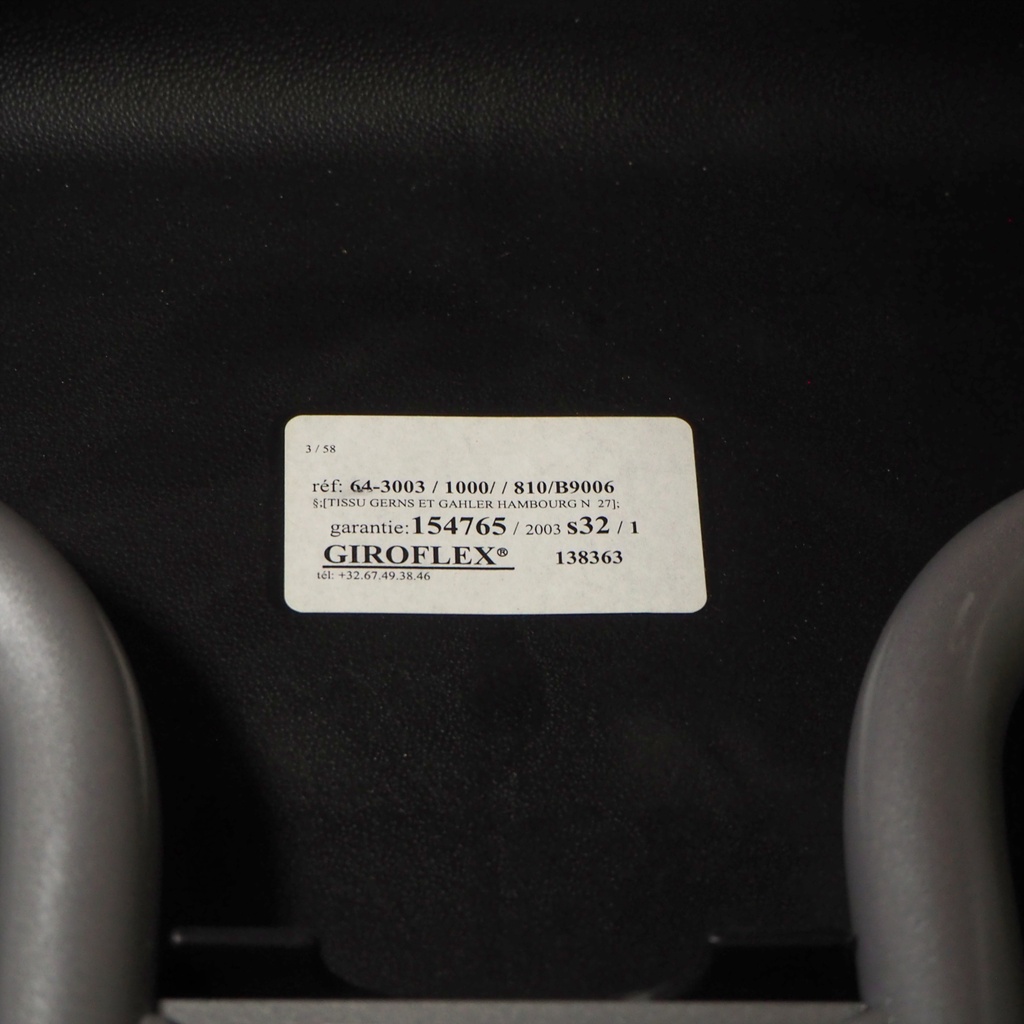 3 / 58
réf: 64-3003 / 1000/ / 810/B9006
§;[TISSU GERNS ET GAHLER HAMBOURG N 27];
garantie: 154765 / 2003 s32 / 1
GIROFLEX® 138363
tél: +32.67.49.38.46